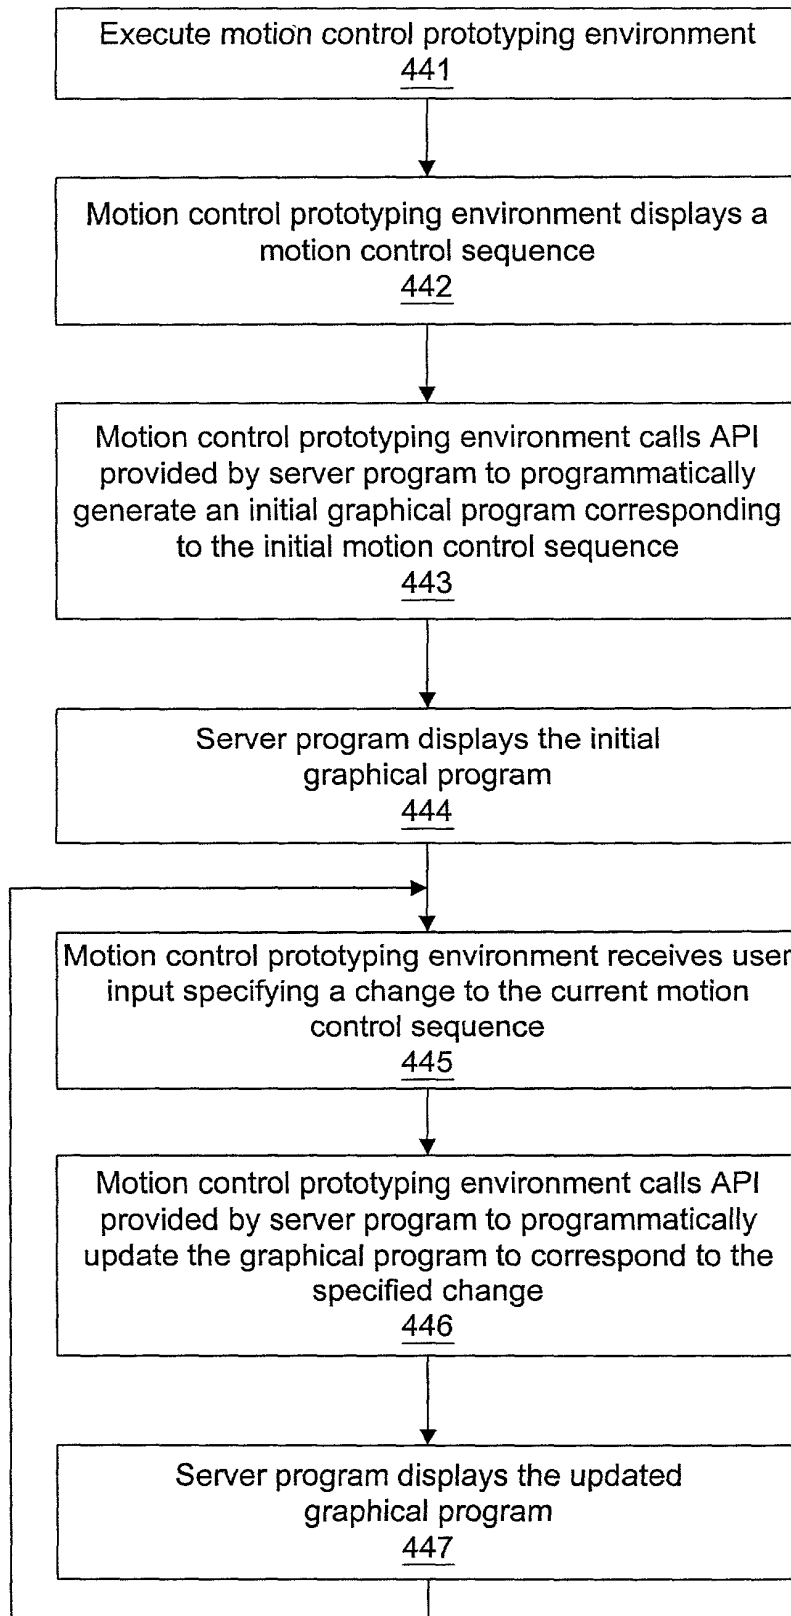 Execute motion control prototyping environment
441
Motion control prototyping environment displays a
motion control sequence
442
Motion control prototyping environment calls API
provided by server program to programmatically
generate an initial graphical program corresponding
to the initial motion control sequence
443
Server program displays the initial
graphical program
444
Motion control prototyping environment receives user
input specifying a change to the current motion
control sequence
445
Motion control prototyping environment calls API
provided by server program to programmatically
update the graphical program to correspond to the
specified change
446
Server program displays the updated
graphical program
447